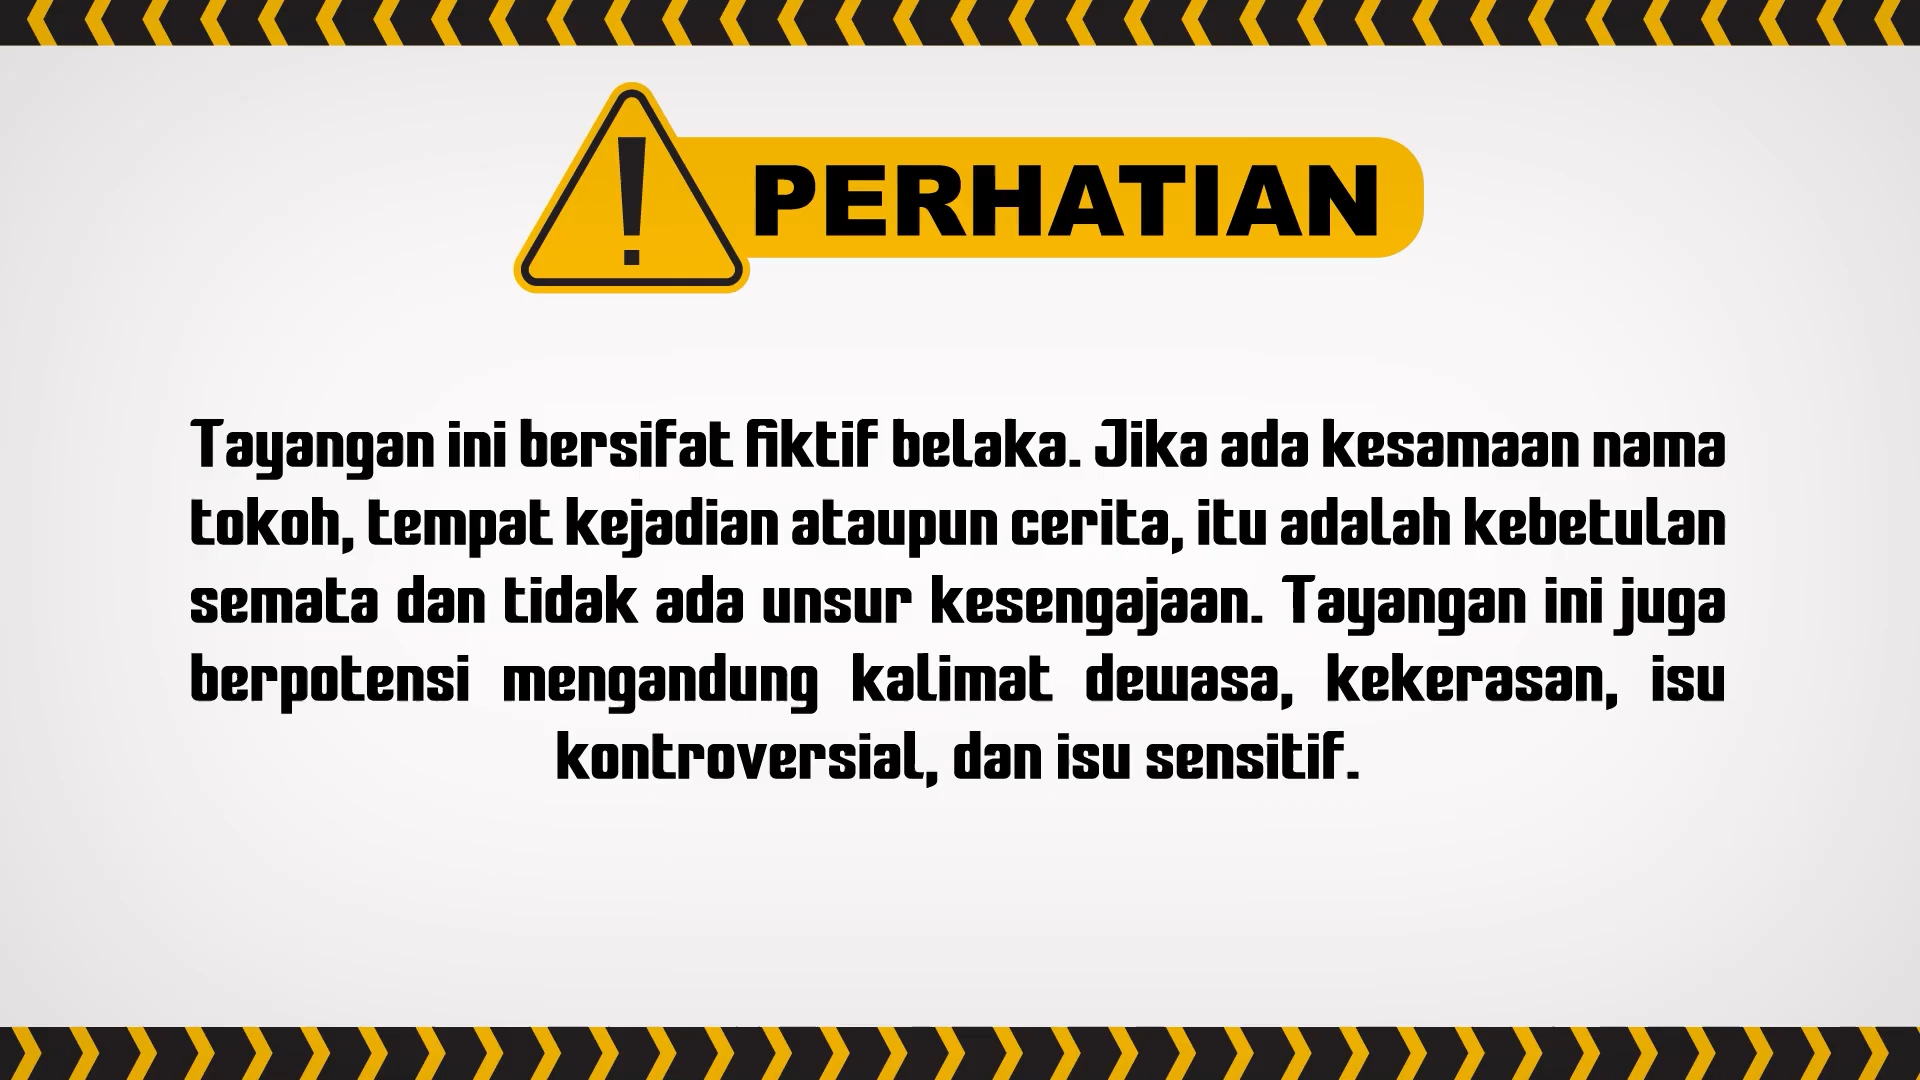 PERHATIAN
Tayangan ini bersifat fiktif belaka. Jika ada kesamaan nama
tokoh, tempat kejadian ataupun cerita, itu adalah kebetulan
semata dan tidak ada unsur kesengajaan. Tayangan ini juga
berpotensi mengandung kalimat dewasa, kekerasan, isu
kontroversial, dan isu sensitif.